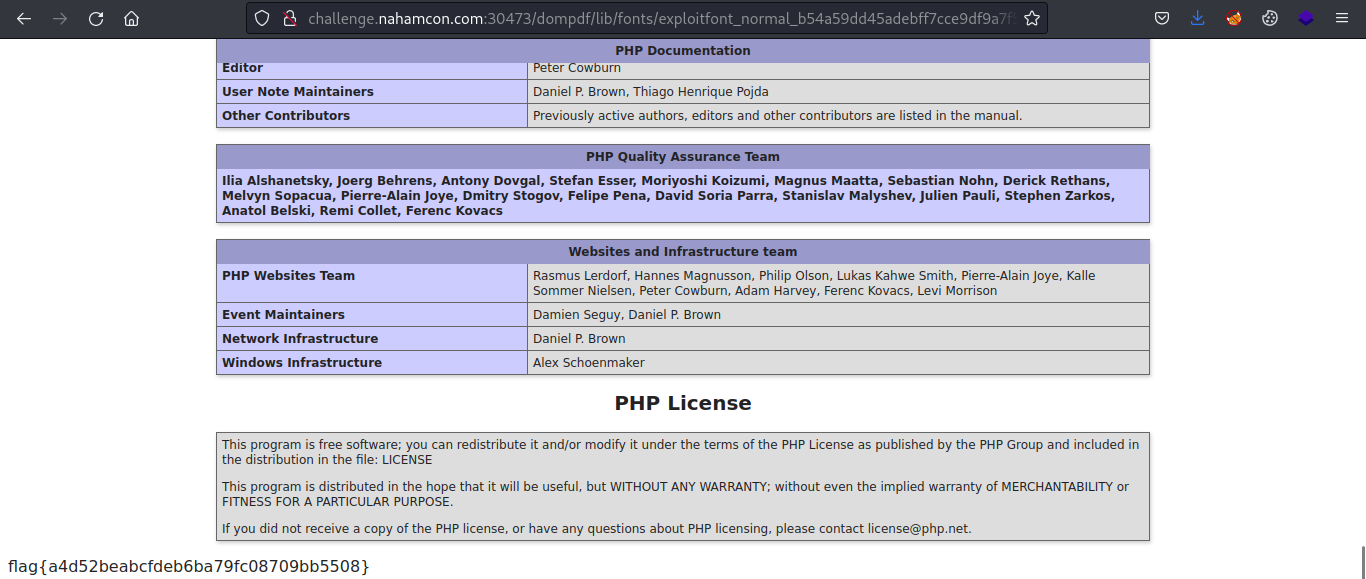 challenge.nahamcon.com:30473/dompdf/lib/fonts/exploitfont_normal_b54a59dd45adebff7cce9df9a7f
PHP Documentation
Editor Peter Cowburn
User Note Maintainers Daniel P. Brown, Thiago Henrique Pojda
Other Contributors Previously active authors, editors and other contributors are listed in the manual.
PHP Quality Assurance Team
Ilia Alshanetsky, Joerg Behrens, Antony Dovgal, Stefan Esser, Moriyoshi Koizumi, Magnus Maatta, Sebastian Nohn, Derick Rethans,
Melvyn Sopacua, Pierre-Alain Joye, Dmitry Stogov, Felipe Pena, David Soria Parra, Stanislav Malyshev, Julien Pauli, Stephen Zarkos,
Anatol Belski, Remi Collet, Ferenc Kovacs
Websites and Infrastructure team
PHP Websites Team Rasmus Lerdorf, Hannes Magnusson, Philip Olson, Lukas Kahwe Smith, Pierre-Alain Joye, Kalle
Sommer Nielsen, Peter Cowburn, Adam Harvey, Ferenc Kovacs, Levi Morrison
Event Maintainers Damien Seguy, Daniel P. Brown
Network Infrastructure Daniel P. Brown
Windows Infrastructure Alex Schoenmaker
PHP License
This program is free software; you can redistribute it and/or modify it under the terms of the PHP License as published by the PHP Group and included in
the distribution in the file: LICENSE
This program is distributed in the hope that it will be useful, but WITHOUT ANY WARRANTY; without even the implied warranty of MERCHANTABILITY or
FITNESS FOR A PARTICULAR PURPOSE.
If you did not receive a copy of the PHP license, or have any questions about PHP licensing, please contact license@php.net.
flag{a4d52beabcfdeb6ba79fc08709bb5508}